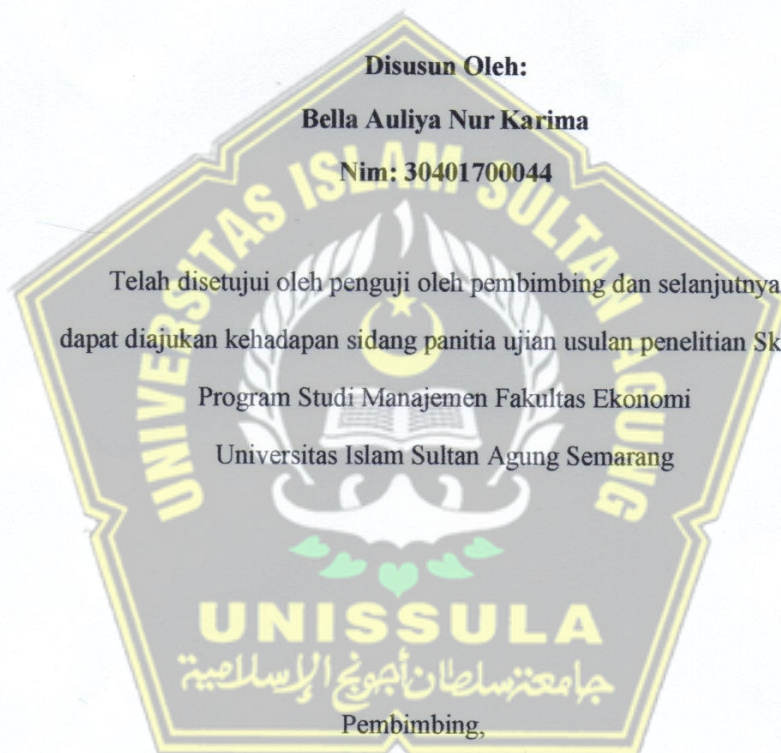 Disusun Oleh:
Bella Auliya Nur Karima
Nim: 30401700044
UNIVERSITAS ISLAM SULTAN AGUNG
Telah disetujui oleh penguji oleh pembimbing dan selanjutnya
dapat diajukan kehadapan sidang panitia ujian usulan penelitian Sk
Program Studi Manajemen Fakultas Ekonomi
Universitas Islam Sultan Agung Semarang
UNISSULA
جامعة سلطان أجونج الإسلامية
Pembimbing,